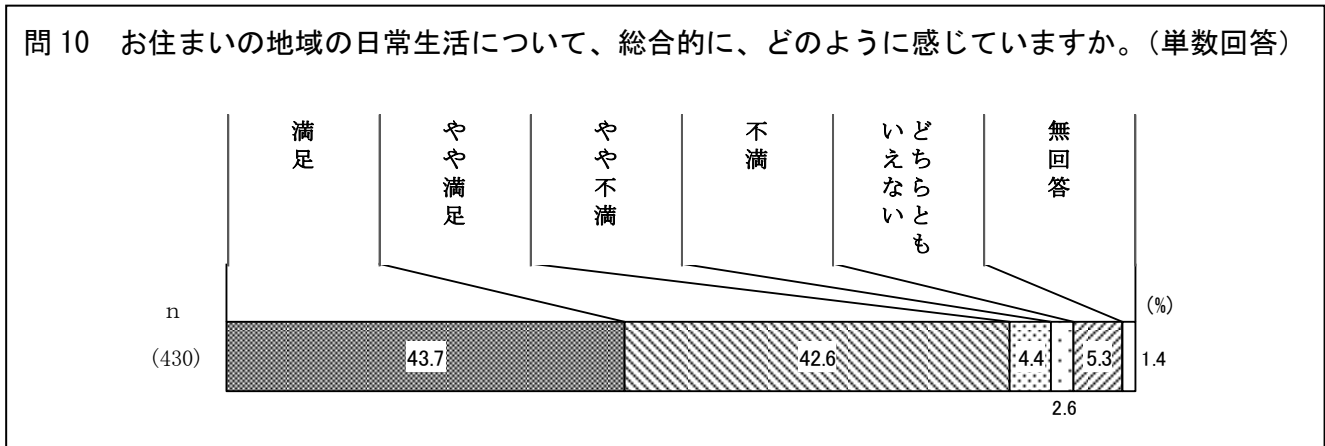 問10 お住まいの地域の日常生活について、総合的に、どのように感じていますか。(単数回答)
満足
やや満足
やや不満
不満
どちらとも
いえない
無回答
n
(%)
(430)
43.7
42.6
4.4
5.3
1.4
2.6